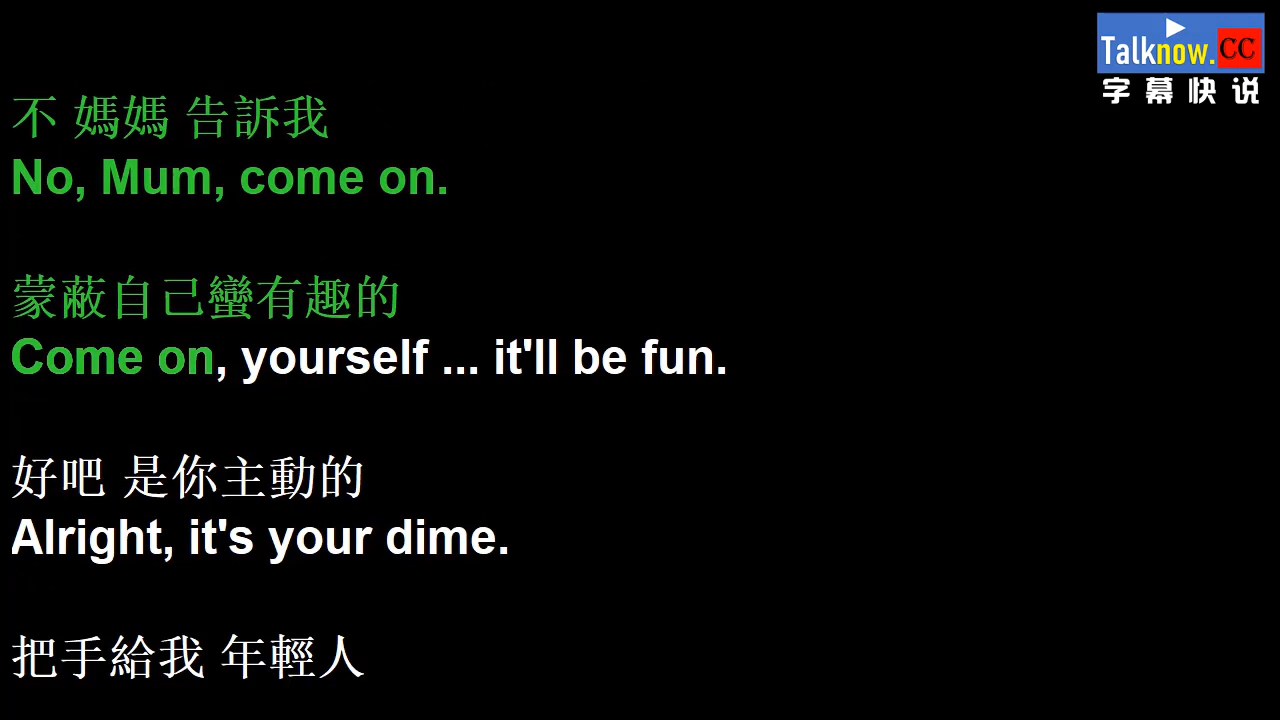 Talknow.CC
字幕快说
不 媽媽 告訴我
No, Mum, come on.
蒙蔽自己蠻有趣的
Come on, yourself ... it'll be fun.
好吧 是你主動的
Alright, it's your dime.
把手給我 年輕人